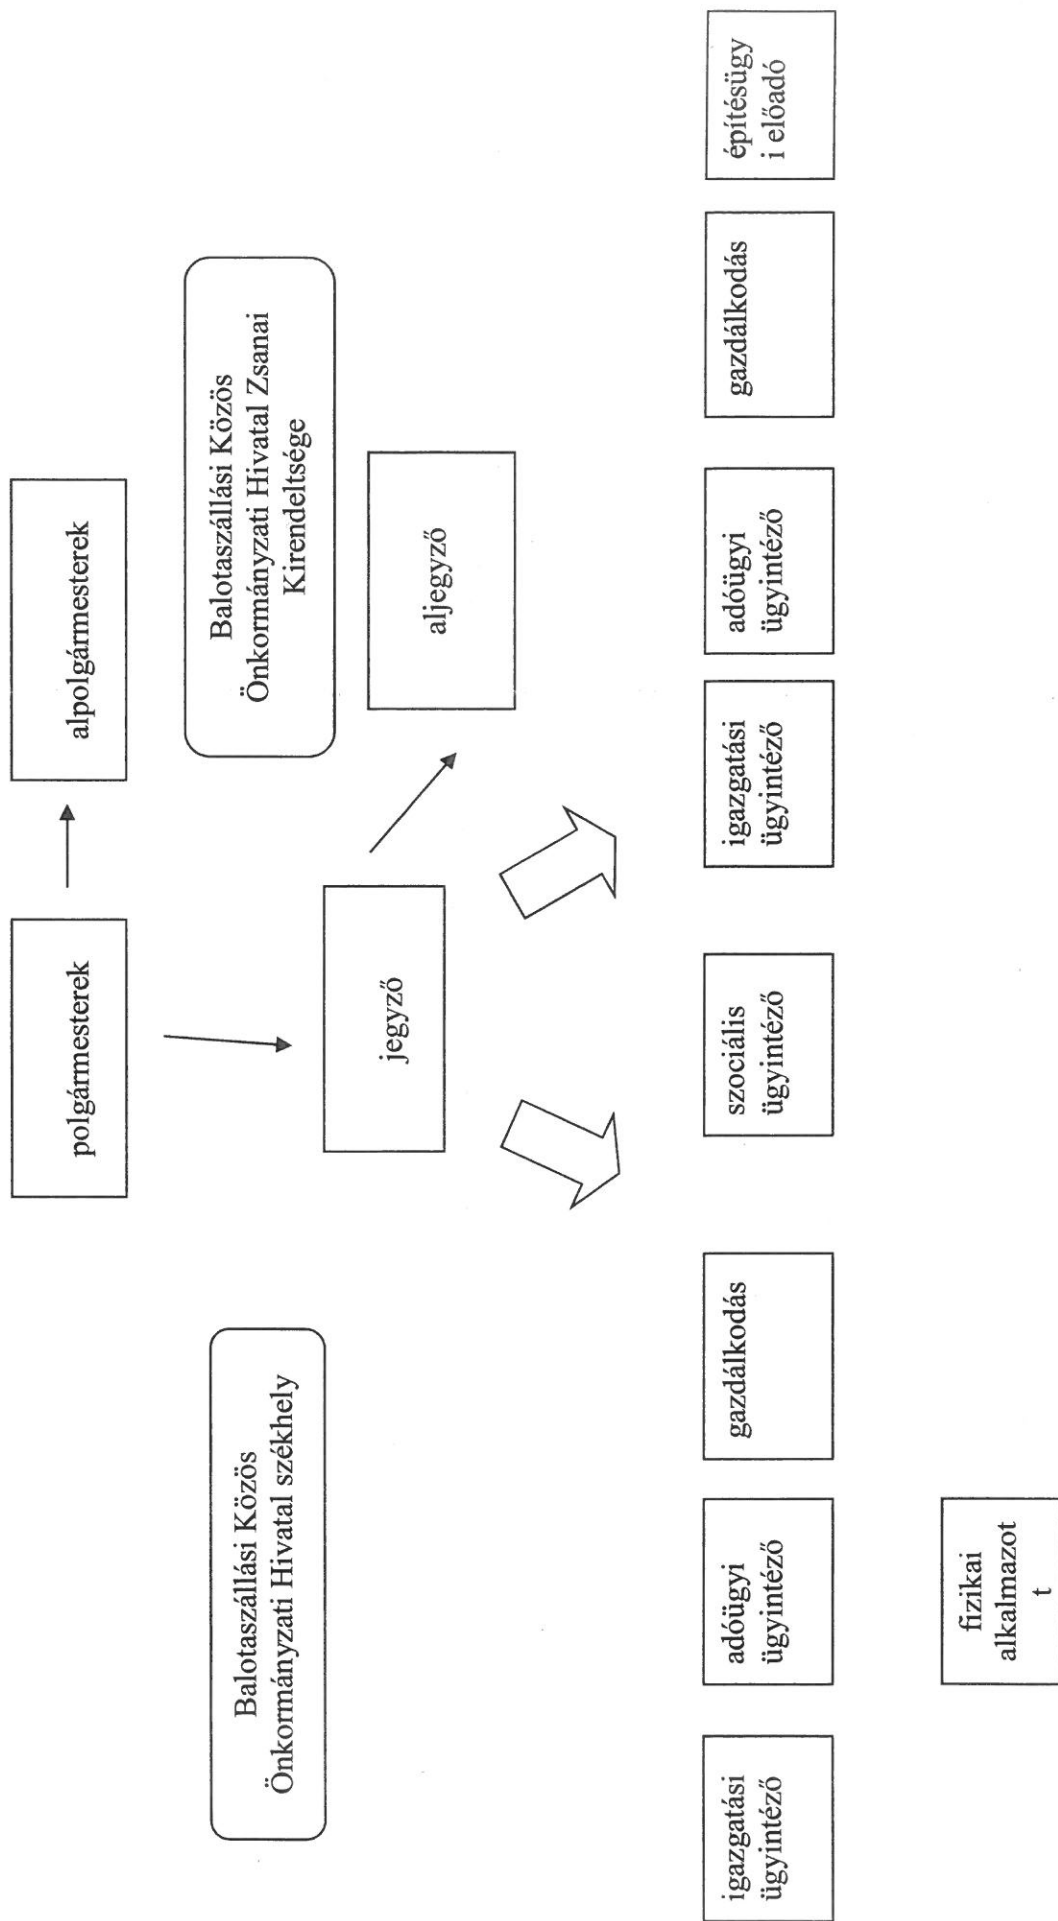 polgármesterek
alpolgármesterek
Balotaszállási Közös
Önkormányzati Hivatal székhely
Balotaszállási Közös
Önkormányzati Hivatal Zsanai
Kirendeltsége
jegyző
aljegyző
igazgatási
ügyintéző
adóügyi
ügyintéző
gazdálkodás
szociális
ügyintéző
igazgatási
ügyintéző
adóügyi
ügyintéző
gazdálkodás
építésügy
i előadó
fizikai
alkalmazot
t